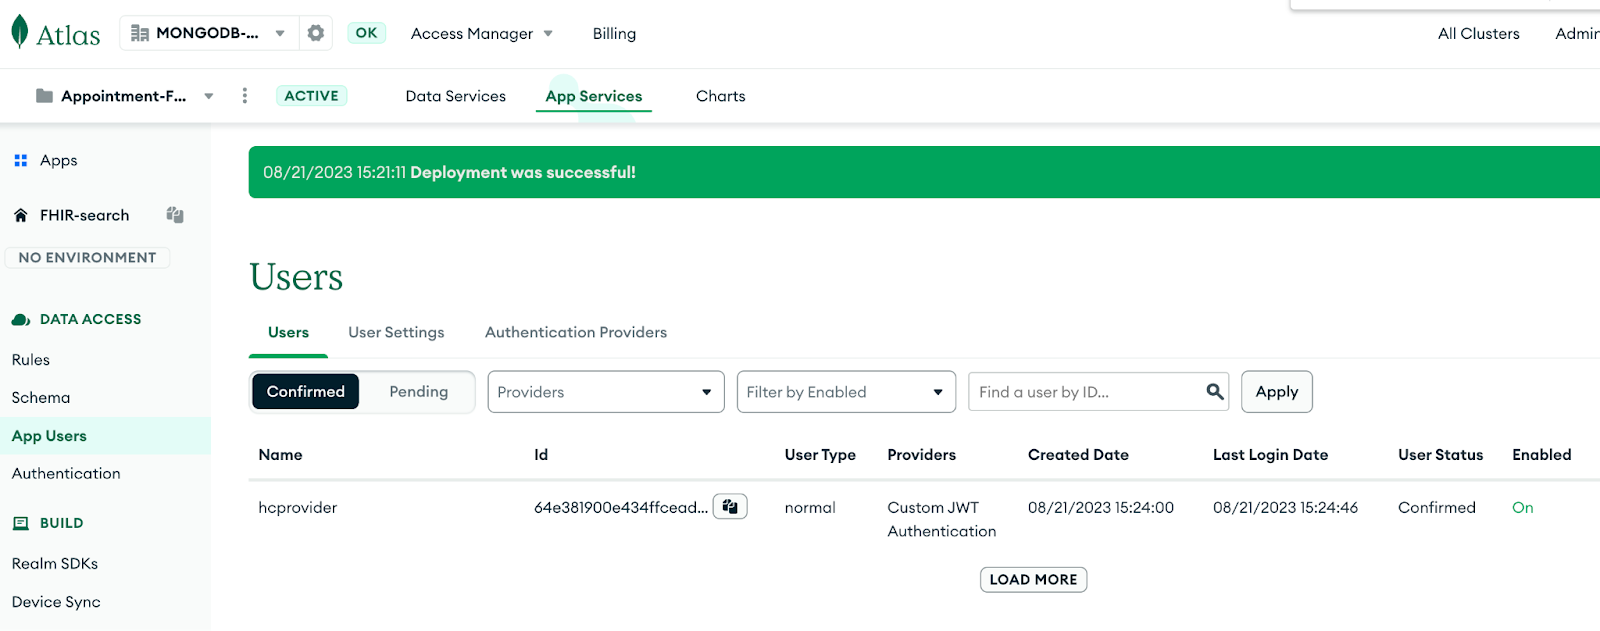 Atlas MONGODB-... OK Access Manager Billing All Clusters Admin
Appointment-F... ACTIVE Data Services App Services Charts
Apps
08/21/2023 15:21:11 Deployment was successful!
FHIR-search
NO ENVIRONMENT
Users
DATA ACCESS
Users User Settings Authentication Providers
Rules
Confirmed Pending Providers Filter by Enabled Find a user by ID... Apply
Schema
App Users
Name Id User Type Providers Created Date Last Login Date User Status Enabled
Authentication
hcprovider 64e381900e434ffcead... normal Custom JWT 08/21/2023 15:24:00 08/21/2023 15:24:46 Confirmed On
Authentication
BUILD
Realm SDKs
LOAD MORE
Device Sync